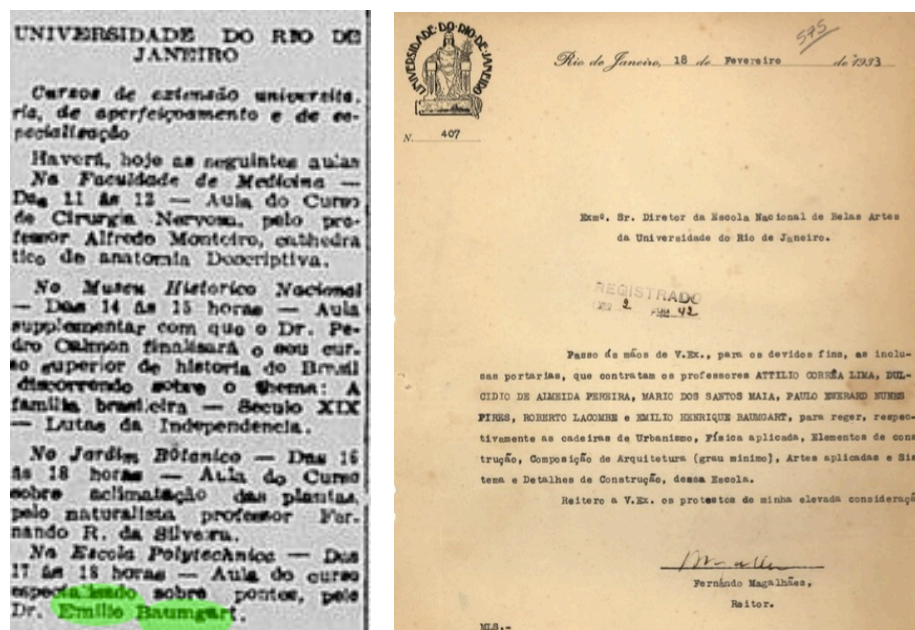 UNIVERSIDADE DO RIO DE
JANEIRO
Cursos de extensão universita-
ria, de aperfeiçoamento e de es-
pecialisação
Haverá, hoje as seguintes aulas
Na Faculdade de Medicina —
Das 11 ás 12 — Aula do Curso
de Cirurgia Nervosa, pelo pro-
fessor Alfredo Monteiro, cathedra
tico de anatomia Descriptiva.
No Museu Historico Nacional
— Das 14 ás 15 horas — Aula
supplementar com que o Dr. Pe-
dro Calmon finalisará o seu cur-
so superior de historia do Brasil
discorrendo sobre o thema: A
familia brasileira — Seculo XIX
— Lutas da Independencia.
No Jardim Bôtanico — Das 16
ás 18 horas — Aula do Curso
sobre aclimatação das plantas,
pelo naturalista professor Fer-
nando R. da Silveira.
Na Escola Polytechnica — Das
17 ás 18 horas — Aula do curso
especialisado sobre pontes, pelo
Dr. Emilio Baumgart.
UNIVERSIDADE·DO·RIO·DE·JANEIRO
575
Rio de Janeiro, 18 de Fevereiro de 1933
N. 407
Exmº. Sr. Diretor da Escola Nacional de Belas Artes
da Universidade do Rio de Janeiro.
REGISTRADO
2 42
Passo ás mãos de V.Ex., para os devidos fins, as inclu-
sas portarias, que contratam os professores ATTILIO CORRÊA LIMA, DUL-
CIDIO DE ALMEIDA PEREIRA, MARIO DOS SANTOS MAIA, PAULO EWERARD NUNES
PIRES, ROBERTO LACOMBE e EMILIO HENRIQUE BAUMGART, para reger, respec-
tivamente as cadeiras de Urbanismo, Física aplicada, Elementos de cons
trução, Composição de Arquitetura (grau mínimo), Artes aplicadas e Sis
tema e Detalhes de Construção, dessa Escola.
Reitero a V.Ex. os protestos de minha elevada consideraçã
Fernándo Magalhães,
Reitor.
MLS.-